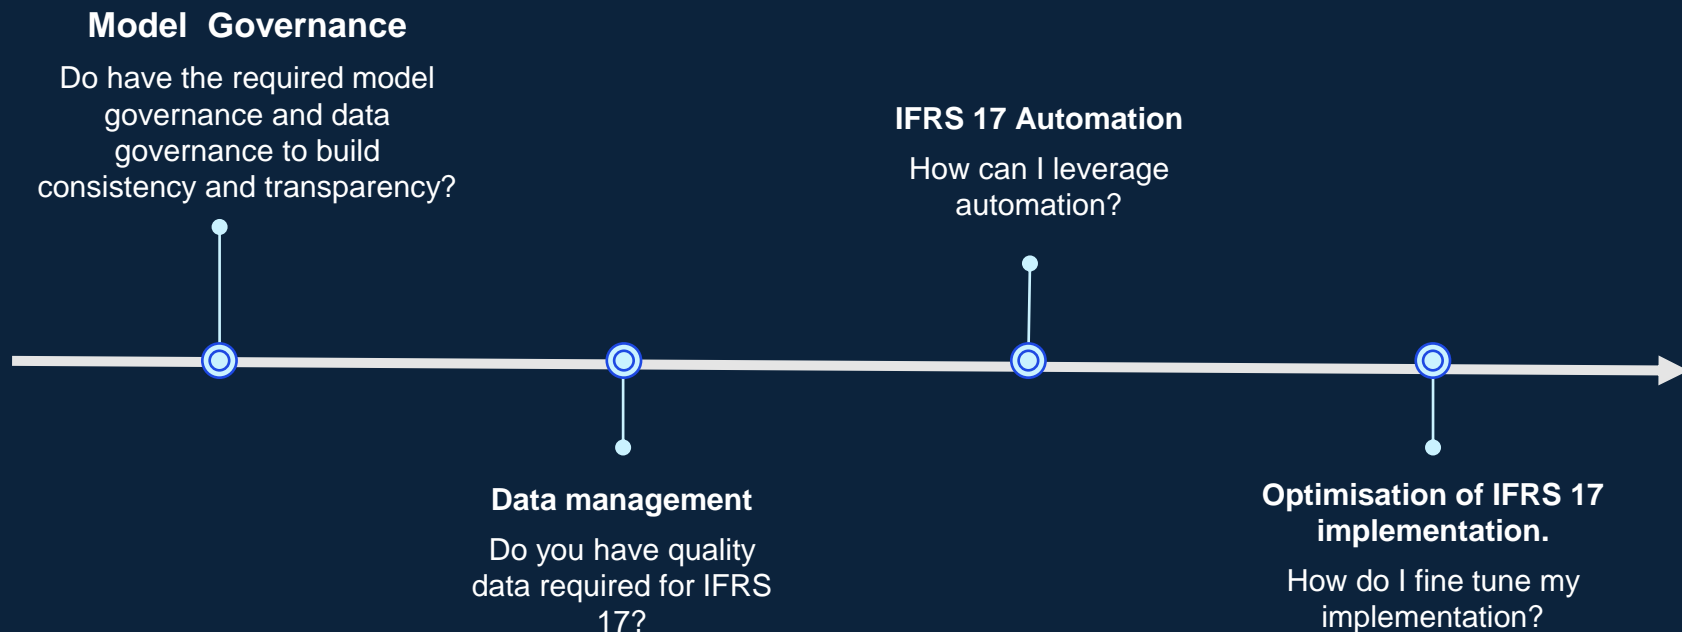 Model  Governance
Do have the required model
governance and data
governance to build
consistency and transparency?
Data management
Do you have quality
data required for IFRS
17?
IFRS 17 Automation
How can I leverage
automation?
Optimisation of IFRS 17
implementation.
How do I fine tune my
implementation?